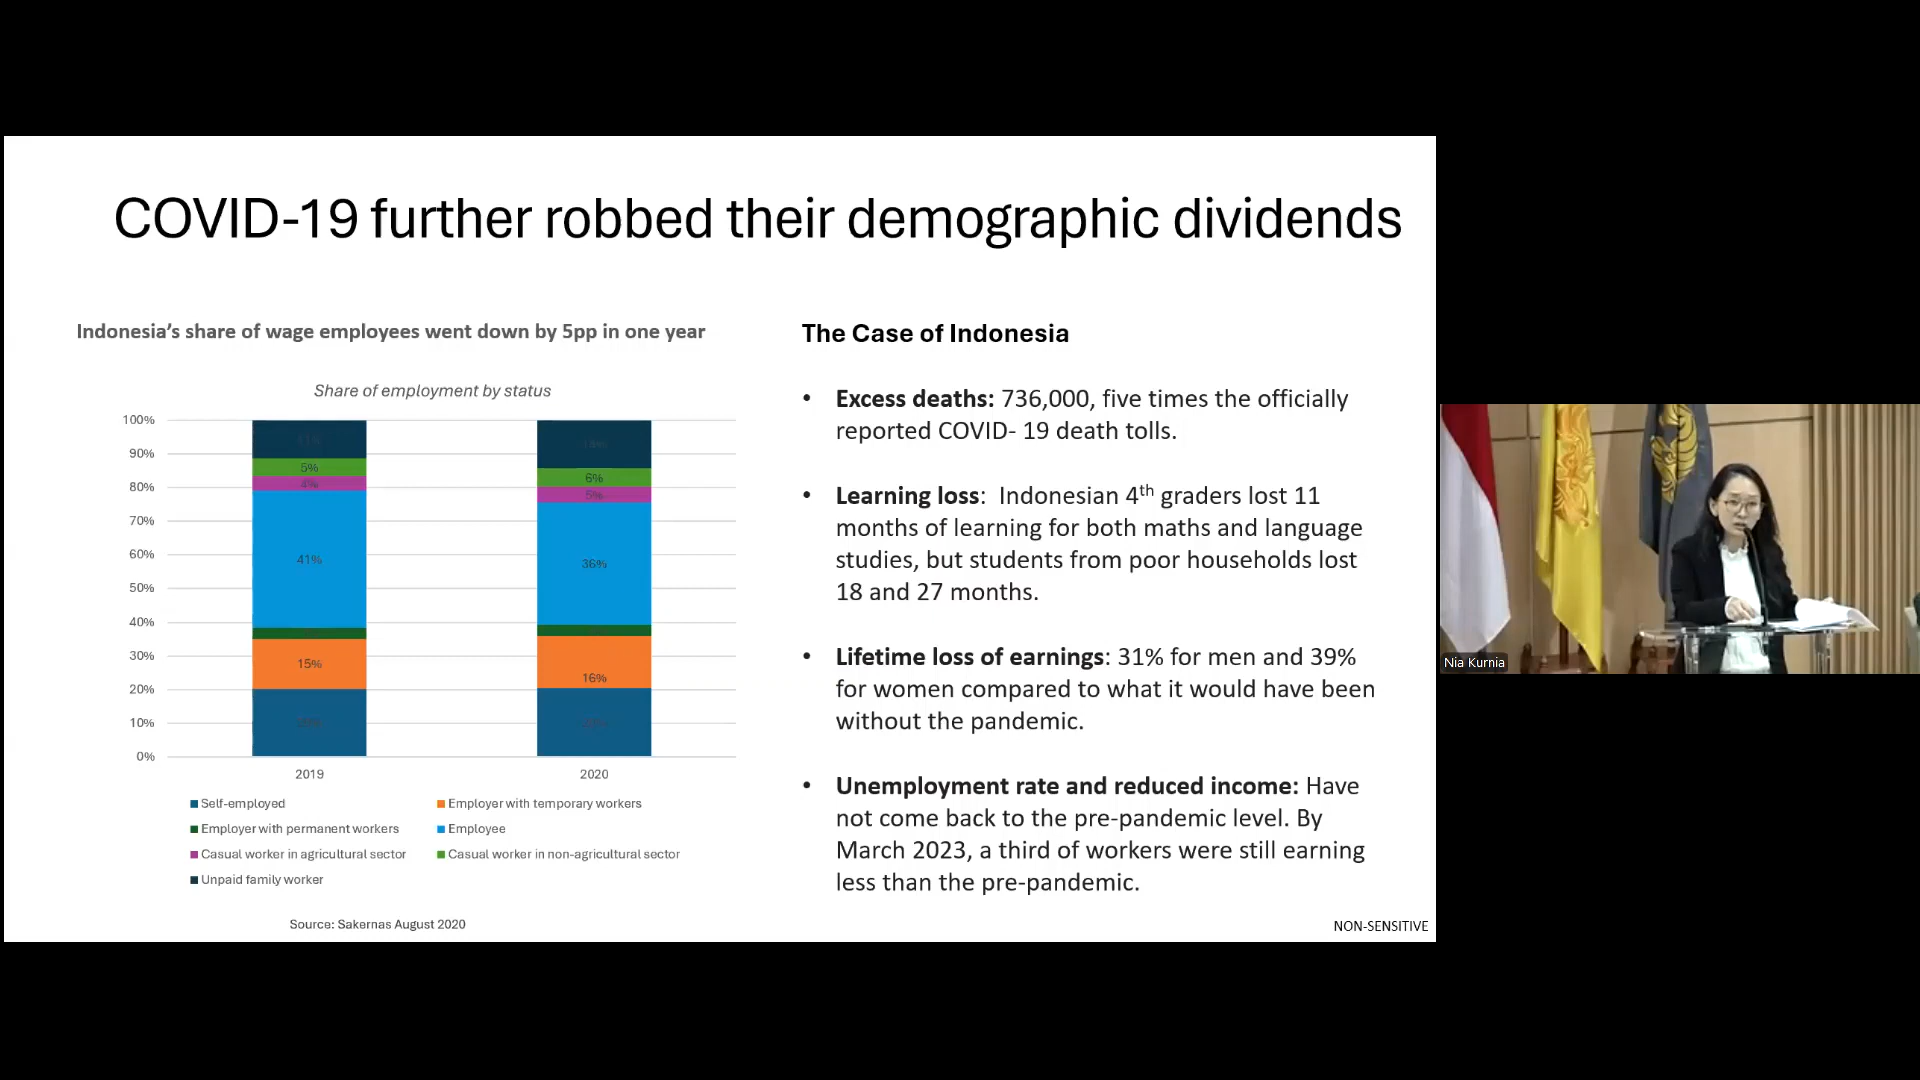 COVID-19 further robbed their demographic dividends
Indonesia's share of wage employees went down by 5pp in one year
Share of employment by status
100%
90%
80%
70%
60%
50%
40%
30%
20%
10%
0%
5%
4%
41%
15%
6%
5%
36%
16%
2019
2020
Self-employed
Employer with temporary workers
Employer with permanent workers
Employee
Casual worker in agricultural sector
Casual worker in non-agricultural sector
Unpaid family worker
Source: Sakernas August 2020
The Case of Indonesia
• Excess deaths: 736,000, five times the officially
reported COVID- 19 death tolls.
• Learning loss:  Indonesian 4th graders lost 11
months of learning for both maths and language
studies, but students from poor households lost
18 and 27 months.
• Lifetime loss of earnings: 31% for men and 39%
for women compared to what it would have been
without the pandemic.
• Unemployment rate and reduced income: Have
not come back to the pre-pandemic level. By
March 2023, a third of workers were still earning
less than the pre-pandemic.
NON-SENSITIVE
Nia Kurnia